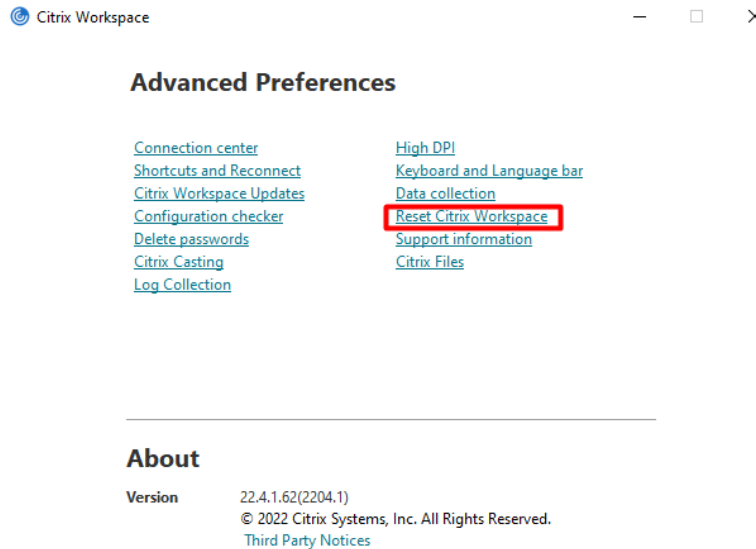 Citrix Workspace
Advanced Preferences
Connection center
Shortcuts and Reconnect
Citrix Workspace Updates
Configuration checker
Delete passwords
Citrix Casting
Log Collection
High DPI
Keyboard and Language bar
Data collection
Reset Citrix Workspace
Support information
Citrix Files
About
Version 22.4.1.62(2204.1)
© 2022 Citrix Systems, Inc. All Rights Reserved.
Third Party Notices